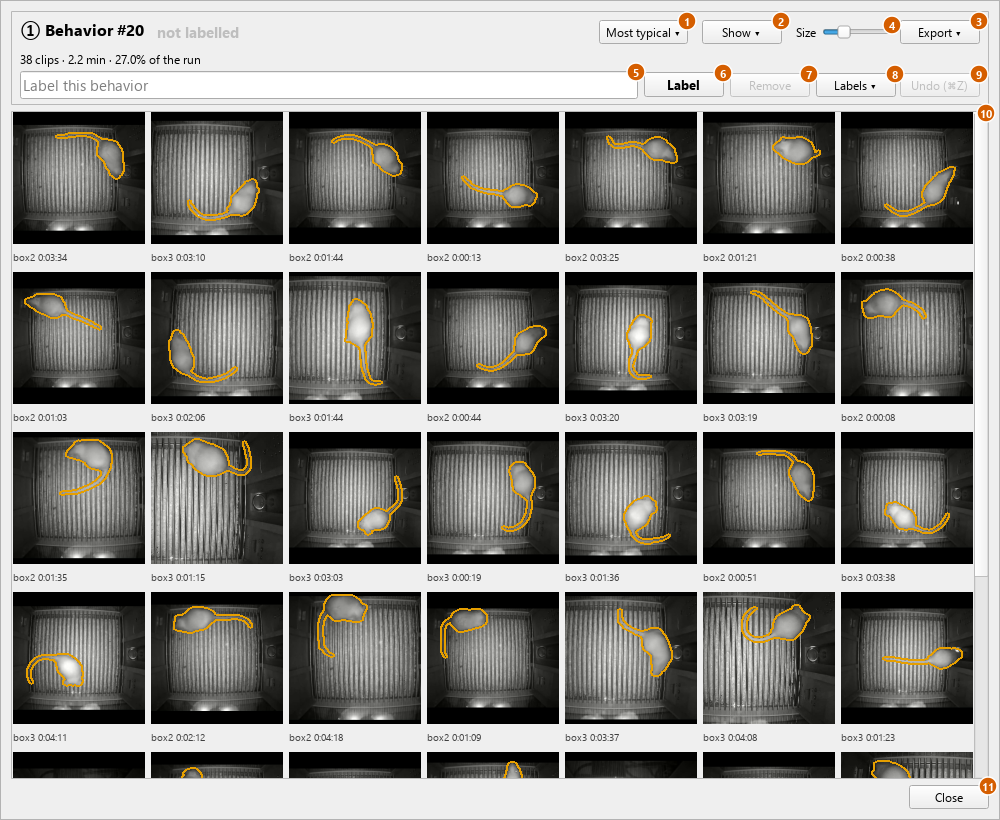 ① Behavior #20 not labelled Most typical ▾ 1 Show ▾ 2 Size 4 Export ▾ 3
38 clips · 2.2 min · 27.0% of the run
Label this behavior 5 Label 6 Remove 7 Labels ▾ 8 Undo (⌘Z) 9
10
box2 0:03:34 box3 0:03:10 box2 0:01:44 box2 0:00:13 box2 0:03:25 box2 0:01:21 box2 0:00:38
box2 0:01:03 box3 0:02:06 box3 0:01:44 box2 0:00:44 box3 0:03:20 box3 0:03:19 box2 0:00:08
box2 0:01:35 box3 0:01:15 box3 0:03:03 box3 0:00:19 box3 0:01:36 box2 0:00:51 box3 0:03:38
box3 0:04:11 box2 0:02:12 box2 0:04:18 box2 0:01:09 box3 0:03:37 box3 0:04:08 box3 0:01:23
Close 11